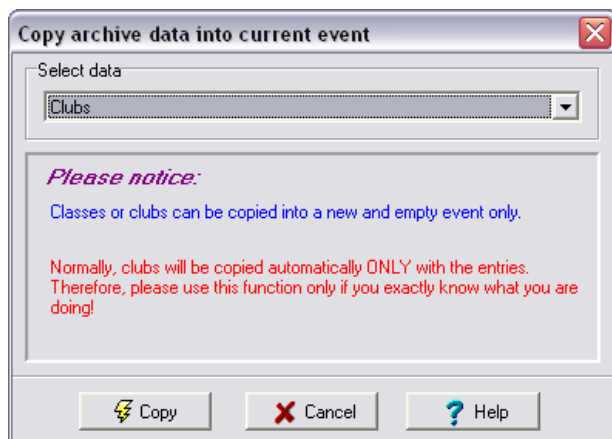 Copy archive data into current event
Select data
Clubs
Please notice:
Classes or clubs can be copied into a new and empty event only.
Normally, clubs will be copied automatically ONLY with the entries.
Therefore, please use this function only if you exactly know what you are
doing!
Copy
Cancel
Help